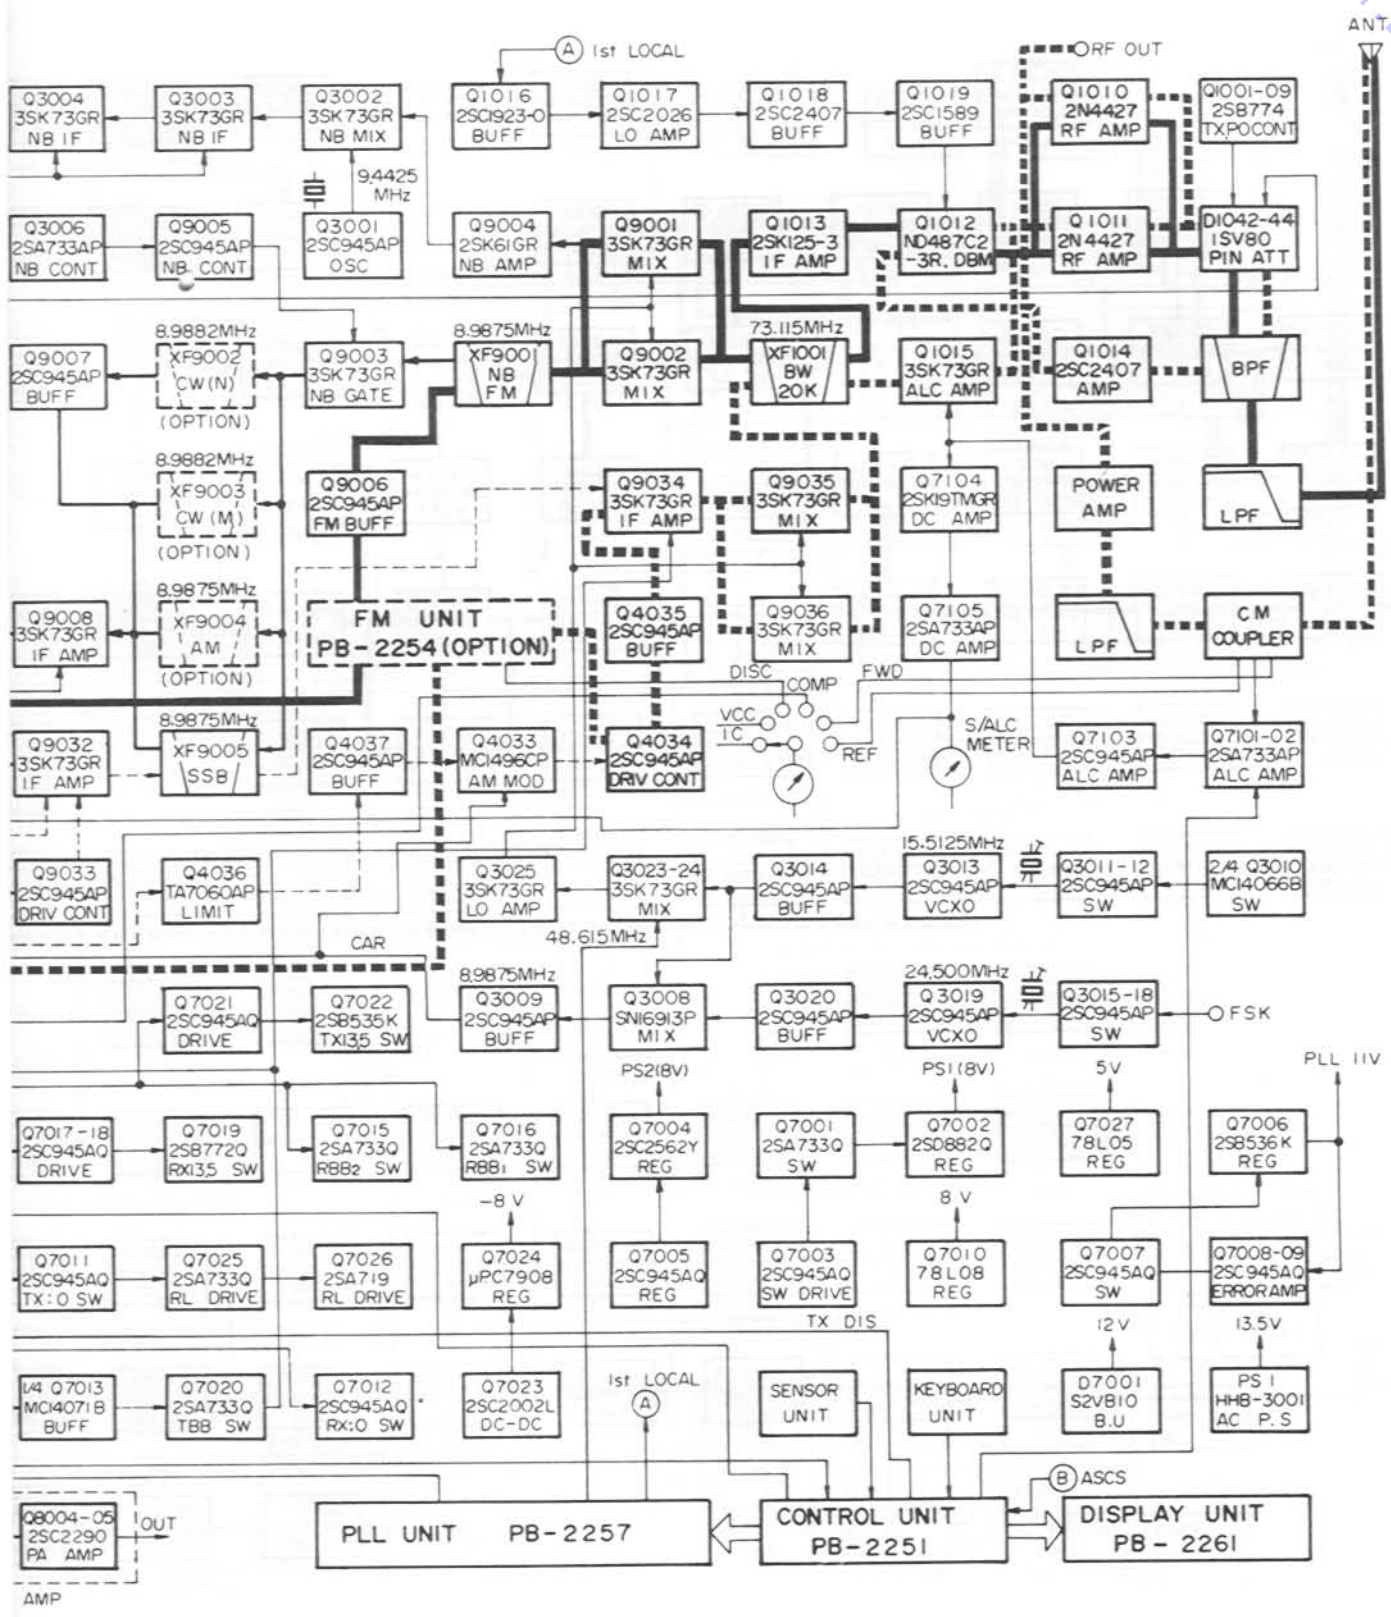 ANT
A 1st LOCAL
RF OUT
Q3004
3SK73GR
NB IF
Q3003
3SK73GR
NB IF
Q3002
3SK73GR
NB MIX
Q1016
2SC1923-O
BUFF
Q1017
2SC2026
LO AMP
Q1018
2SC2407
BUFF
Q1019
2SC1589
BUFF
Q1010
2N4427
RF AMP
Q1001-09
2SB774
TX.PO CONT
9.4425
MHz
Q3006
2SA733AP
NB CONT
Q9005
2SC945AP
NB CONT
Q3001
2SC945AP
OSC
Q9004
2SK61GR
NB AMP
Q9001
3SK73GR
MIX
Q1013
2SK125-3
IF AMP
Q1012
ND487C2
-3R. DBM
Q1011
2N4427
RF AMP
D1042-44
1SV80
PIN ATT
8.9882MHz
8.9875MHz
73.115MHz
Q9007
2SC945AP
BUFF
XF9002
CW(N)
(OPTION)
Q9003
3SK73GR
NB GATE
XF9001
NB
FM
Q9002
3SK73GR
MIX
XF1001
BW
20K
Q1015
3SK73GR
ALC AMP
Q1014
2SC2407
AMP
BPF
8.9882MHz
XF9003
CW(M)
(OPTION)
Q9006
2SC945AP
FM BUFF
Q9034
3SK73GR
IF AMP
Q9035
3SK73GR
MIX
Q7104
2SK19TMGR
DC AMP
POWER
AMP
LPF
8.9875MHz
Q9008
3SK73GR
IF AMP
XF9004
AM
(OPTION)
FM UNIT
PB-2254(OPTION)
Q4035
2SC945AP
BUFF
Q9036
3SK73GR
MIX
Q7105
2SA733AP
DC AMP
LPF
CM
COUPLER
DISC
COMP
FWD
VCC
IC
REF
S/ALC
METER
8.9875MHz
Q9032
3SK73GR
IF AMP
XF9005
SSB
Q4037
2SC945AP
BUFF
Q4033
MC1496CP
AM MOD
Q4034
2SC945AP
DRIV CONT
Q7103
2SC945AP
ALC AMP
Q7101-02
2SA733AP
ALC AMP
15.5125MHz
Q9033
2SC945AP
DRIV CONT
Q4036
TA7060AP
LIMIT
Q3025
3SK73GR
LO AMP
Q3023-24
3SK73GR
MIX
Q3014
2SC945AP
BUFF
Q3013
2SC945AP
VCXO
Q3011-12
2SC945AP
SW
2/4 Q3010
MC14066B
SW
CAR
48.615MHz
8.9875MHz
24.500MHz
Q7021
2SC945AQ
DRIVE
Q7022
2SB535K
TX13.5 SW
Q3009
2SC945AP
BUFF
Q3008
SN16913P
MIX
Q3020
2SC945AP
BUFF
Q3019
2SC945AP
VCXO
Q3015-18
2SC945AP
SW
FSK
PS2(8V)
PS1(8V)
5V
PLL 11V
Q7017-18
2SC945AQ
DRIVE
Q7019
2SB772Q
RX13.5 SW
Q7015
2SA733Q
RBB2 SW
Q7016
2SA733Q
RBB1 SW
Q7004
2SC2562Y
REG
Q7001
2SA733Q
SW
Q7002
2SD882Q
REG
Q7027
78L05
REG
Q7006
2SB536K
REG
-8 V
8 V
Q7011
2SC945AQ
TX:O SW
Q7025
2SA733Q
RL DRIVE
Q7026
2SA719
RL DRIVE
Q7024
μPC7908
REG
Q7005
2SC945AQ
REG
Q7003
2SC945AQ
SW DRIVE
Q7010
78L08
REG
Q7007
2SC945AQ
SW
Q7008-09
2SC945AQ
ERROR AMP
TX DIS
12V
13.5V
1/4 Q7013
MC14071B
BUFF
Q7020
2SA733Q
TBB SW
Q7012
2SC945AQ
RX:O SW
Q7023
2SC2002L
DC-DC
1st LOCAL
A
SENSOR
UNIT
KEYBOARD
UNIT
D7001
S2VB10
B.U
PS 1
HHB-3001
AC P.S
B ASCS
Q8004-05
2SC2290
PA AMP
OUT
PLL UNIT PB-2257
CONTROL UNIT
PB-2251
DISPLAY UNIT
PB-2261
AMP